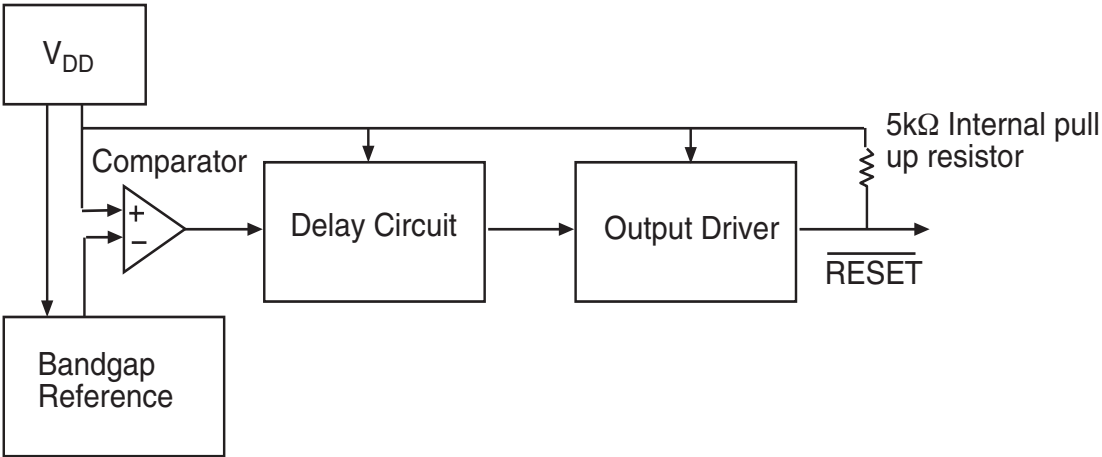 V_DD
5kΩ Internal pull
up resistor
Comparator
+
−
Delay Circuit
Output Driver
RESET
Bandgap
Reference